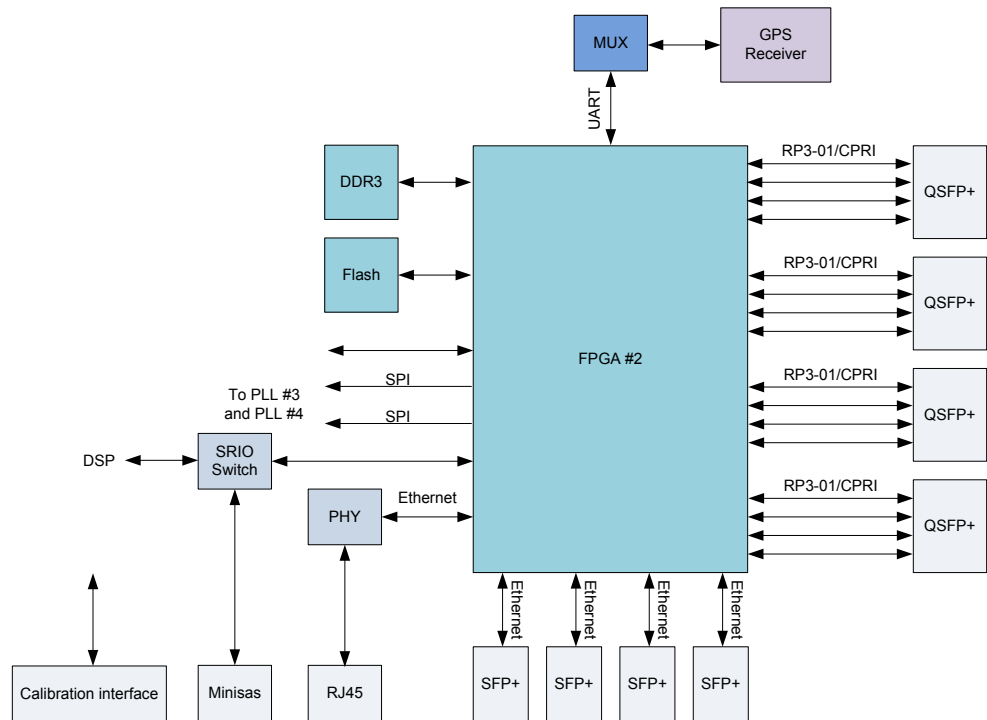 MUX
GPS
Receiver
UART
RP3-01/CPRI
DDR3
QSFP+
Flash
RP3-01/CPRI
QSFP+
FPGA #2
SPI
RP3-01/CPRI
To PLL #3
and PLL #4
SPI
QSFP+
DSP
SRIO
Switch
Ethernet
PHY
RP3-01/CPRI
QSFP+
Ethernet
Ethernet
Ethernet
Ethernet
Calibration interface
Minisas
RJ45
SFP+
SFP+
SFP+
SFP+